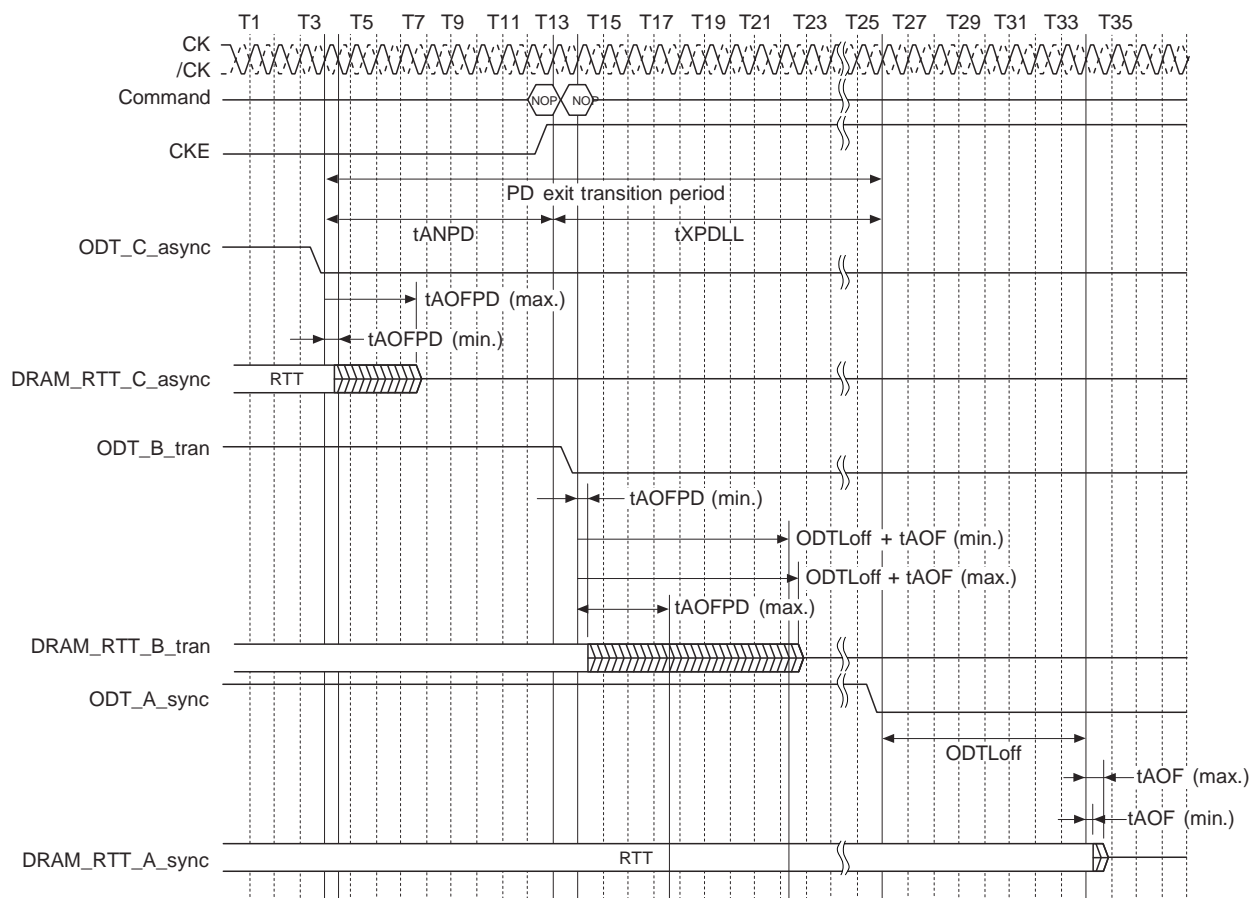 T1 T3 T5 T7 T9 T11 T13 T15 T17 T19 T21 T23 T25 T27 T29 T31 T33 T35
CK
/CK
Command NOP NOP
CKE
PD exit transition period
tANPD tXPDLL
ODT_C_async
tAOFPD (max.)
tAOFPD (min.)
DRAM_RTT_C_async RTT
ODT_B_tran
tAOFPD (min.)
ODTLoff + tAOF (min.)
ODTLoff + tAOF (max.)
tAOFPD (max.)
DRAM_RTT_B_tran
ODT_A_sync
ODTLoff
tAOF (max.)
tAOF (min.)
DRAM_RTT_A_sync RTT